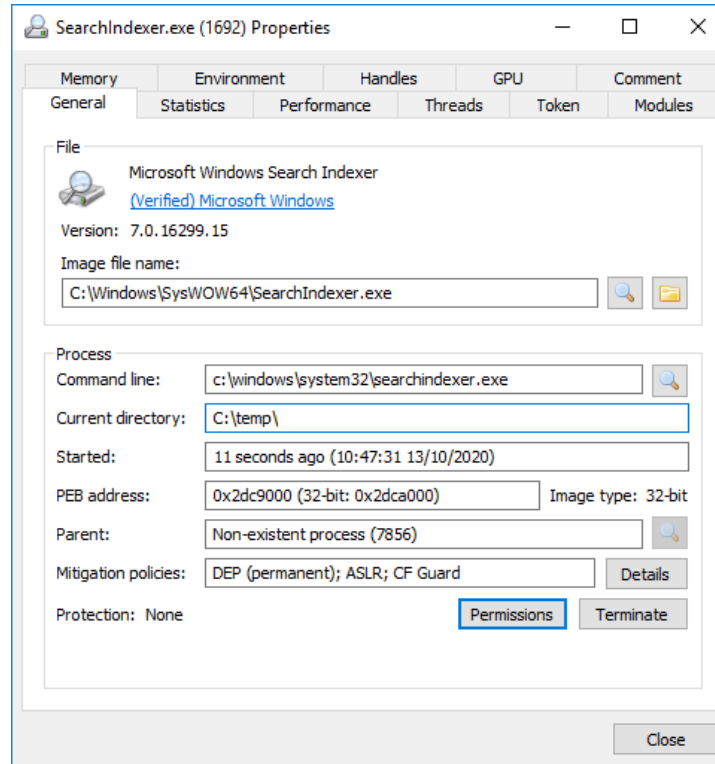 SearchIndexer.exe (1692) Properties
Memory Environment Handles GPU Comment
General Statistics Performance Threads Token Modules
File
Microsoft Windows Search Indexer
(Verified) Microsoft Windows
Version: 7.0.16299.15
Image file name:
C:\Windows\SysWOW64\SearchIndexer.exe
Process
Command line: c:\windows\system32\searchindexer.exe
Current directory: C:\temp\
Started: 11 seconds ago (10:47:31 13/10/2020)
PEB address: 0x2dc9000 (32-bit: 0x2dca000) Image type: 32-bit
Parent: Non-existent process (7856)
Mitigation policies: DEP (permanent); ASLR; CF Guard Details
Protection: None Permissions Terminate
Close